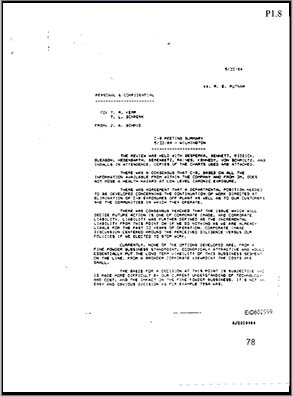 P1.8
5/22/84
cc: R. E. PUTNAM
PERSONAL & CONFIDENTIAL
TO: T. M. KEMP
T. L. SCHRENK
FROM: J. A. SCHMID
C-8 MEETING SUMMARY
5/22/84 - WILMINGTON
THE REVIEW WAS HELD WITH BESPERKA, BENNETT, RIDDICK,
GLEASON, HEGENBARTH, SERENBETZ, RAINES, KENNEDY, VON SCHRILTZ, AND
INGALLS IN ATTENDANCE. COPIES OF THE CHARTS USED ARE ATTACHED.
THERE WAS A CONSENSUS THAT C-8, BASED ON ALL THE
INFORMATION AVAILABLE FROM WITHIN THE COMPANY AND FROM 3M, DOES
NOT POSE A HEALTH HAZARD AT LOW LEVEL CHRONIC EXPOSURE.
THERE WAS AGREEMENT THAT A DEPARTMENTAL POSITION NEEDED
TO BE DEVELOPED CONCERNING THE CONTINUATION OF WORK DIRECTED AT
ELIMINATION OF C-8 EXPOSURES OFF PLANT AS WELL AS TO OUR CUSTOMERS
AND THE COMMUNITIES IN WHICH THEY OPERATE.
THERE WAS CONSENSUS REACHED THAT THE ISSUE WHICH WILL
DECIDE FUTURE ACTION IS ONE OF CORPORATE IMAGE, AND CORPORATE
LIABILITY. LIABILITY WAS FURTHER DEFINED AS THE INCREMENTAL
LIABILITY FROM THIS POINT ON IF WE DO NOTHING AS WE ARE ALREADY
LIABLE FOR THE PAST 32 YEARS OF OPERATION. CORPORATE IMAGE
DISCUSSION CENTERED AROUND THE PERCEIVED DILIGENCE VERSUS OUR
POLICIES IF WE ELECTED TO STOP WORK.
CURRENTLY, NONE OF THE OPTIONS DEVELOPED ARE, FROM A
FINE POWDER BUSINESS STANDPOINT, ECONOMICALLY ATTRACTIVE AND WOULD
ESSENTIALLY PUT THE LONG TERM VIABILITY OF THIS BUSINESS SEGMENT
ON THE LINE. FROM A BROADER CORPORATE VIEWPOINT THE COSTS ARE
SMALL.
THE BASIS FOR A DECISION AT THIS POINT IS SUBJECTIVE AND
IS MADE MORE DIFFICULT BY OUR CURRENT UNDERSTANDING OF TECHNOLOGY
AND COST, AND THE IMPACT IN THE FINE POWDER BUSINESS. IT'S NOT AN
EASY AND OBVIOUS DECISION AS FOR EXAMPLE TBSA WAS.
EID602999
78